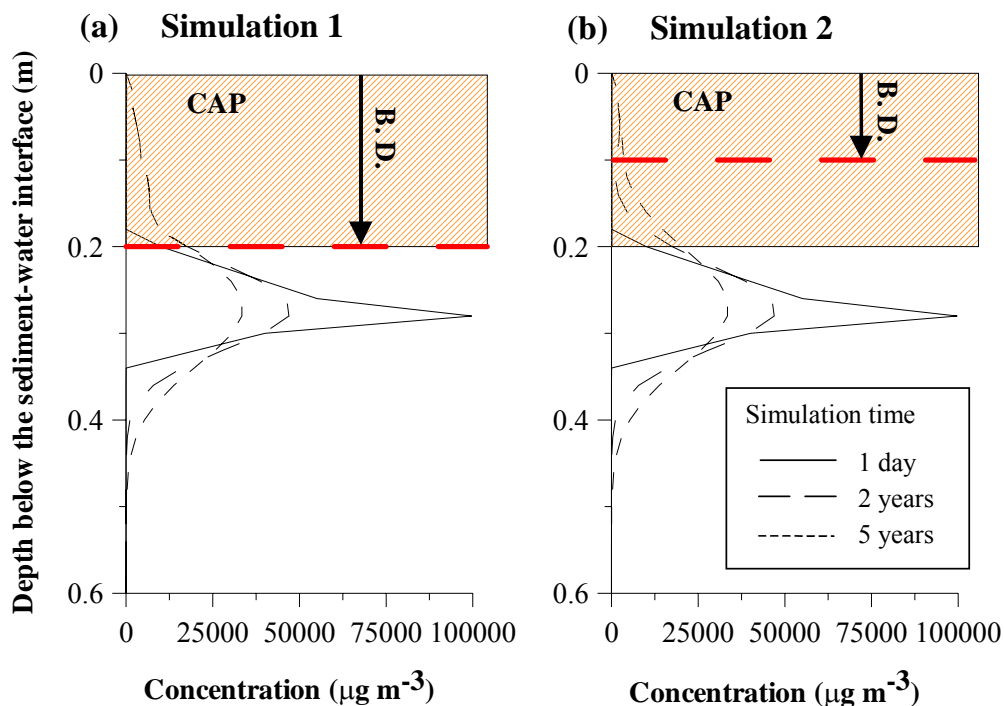 (a) Simulation 1
(b) Simulation 2
Depth below the sediment-water interface (m)
0
0.2
0.4
0.6
CAP
B. D.
0 25000 50000 75000 100000
Concentration (μg m-3)
0
0.2
0.4
0.6
CAP
B. D.
Simulation time
1 day
2 years
5 years
0 25000 50000 75000 100000
Concentration (μg m-3)